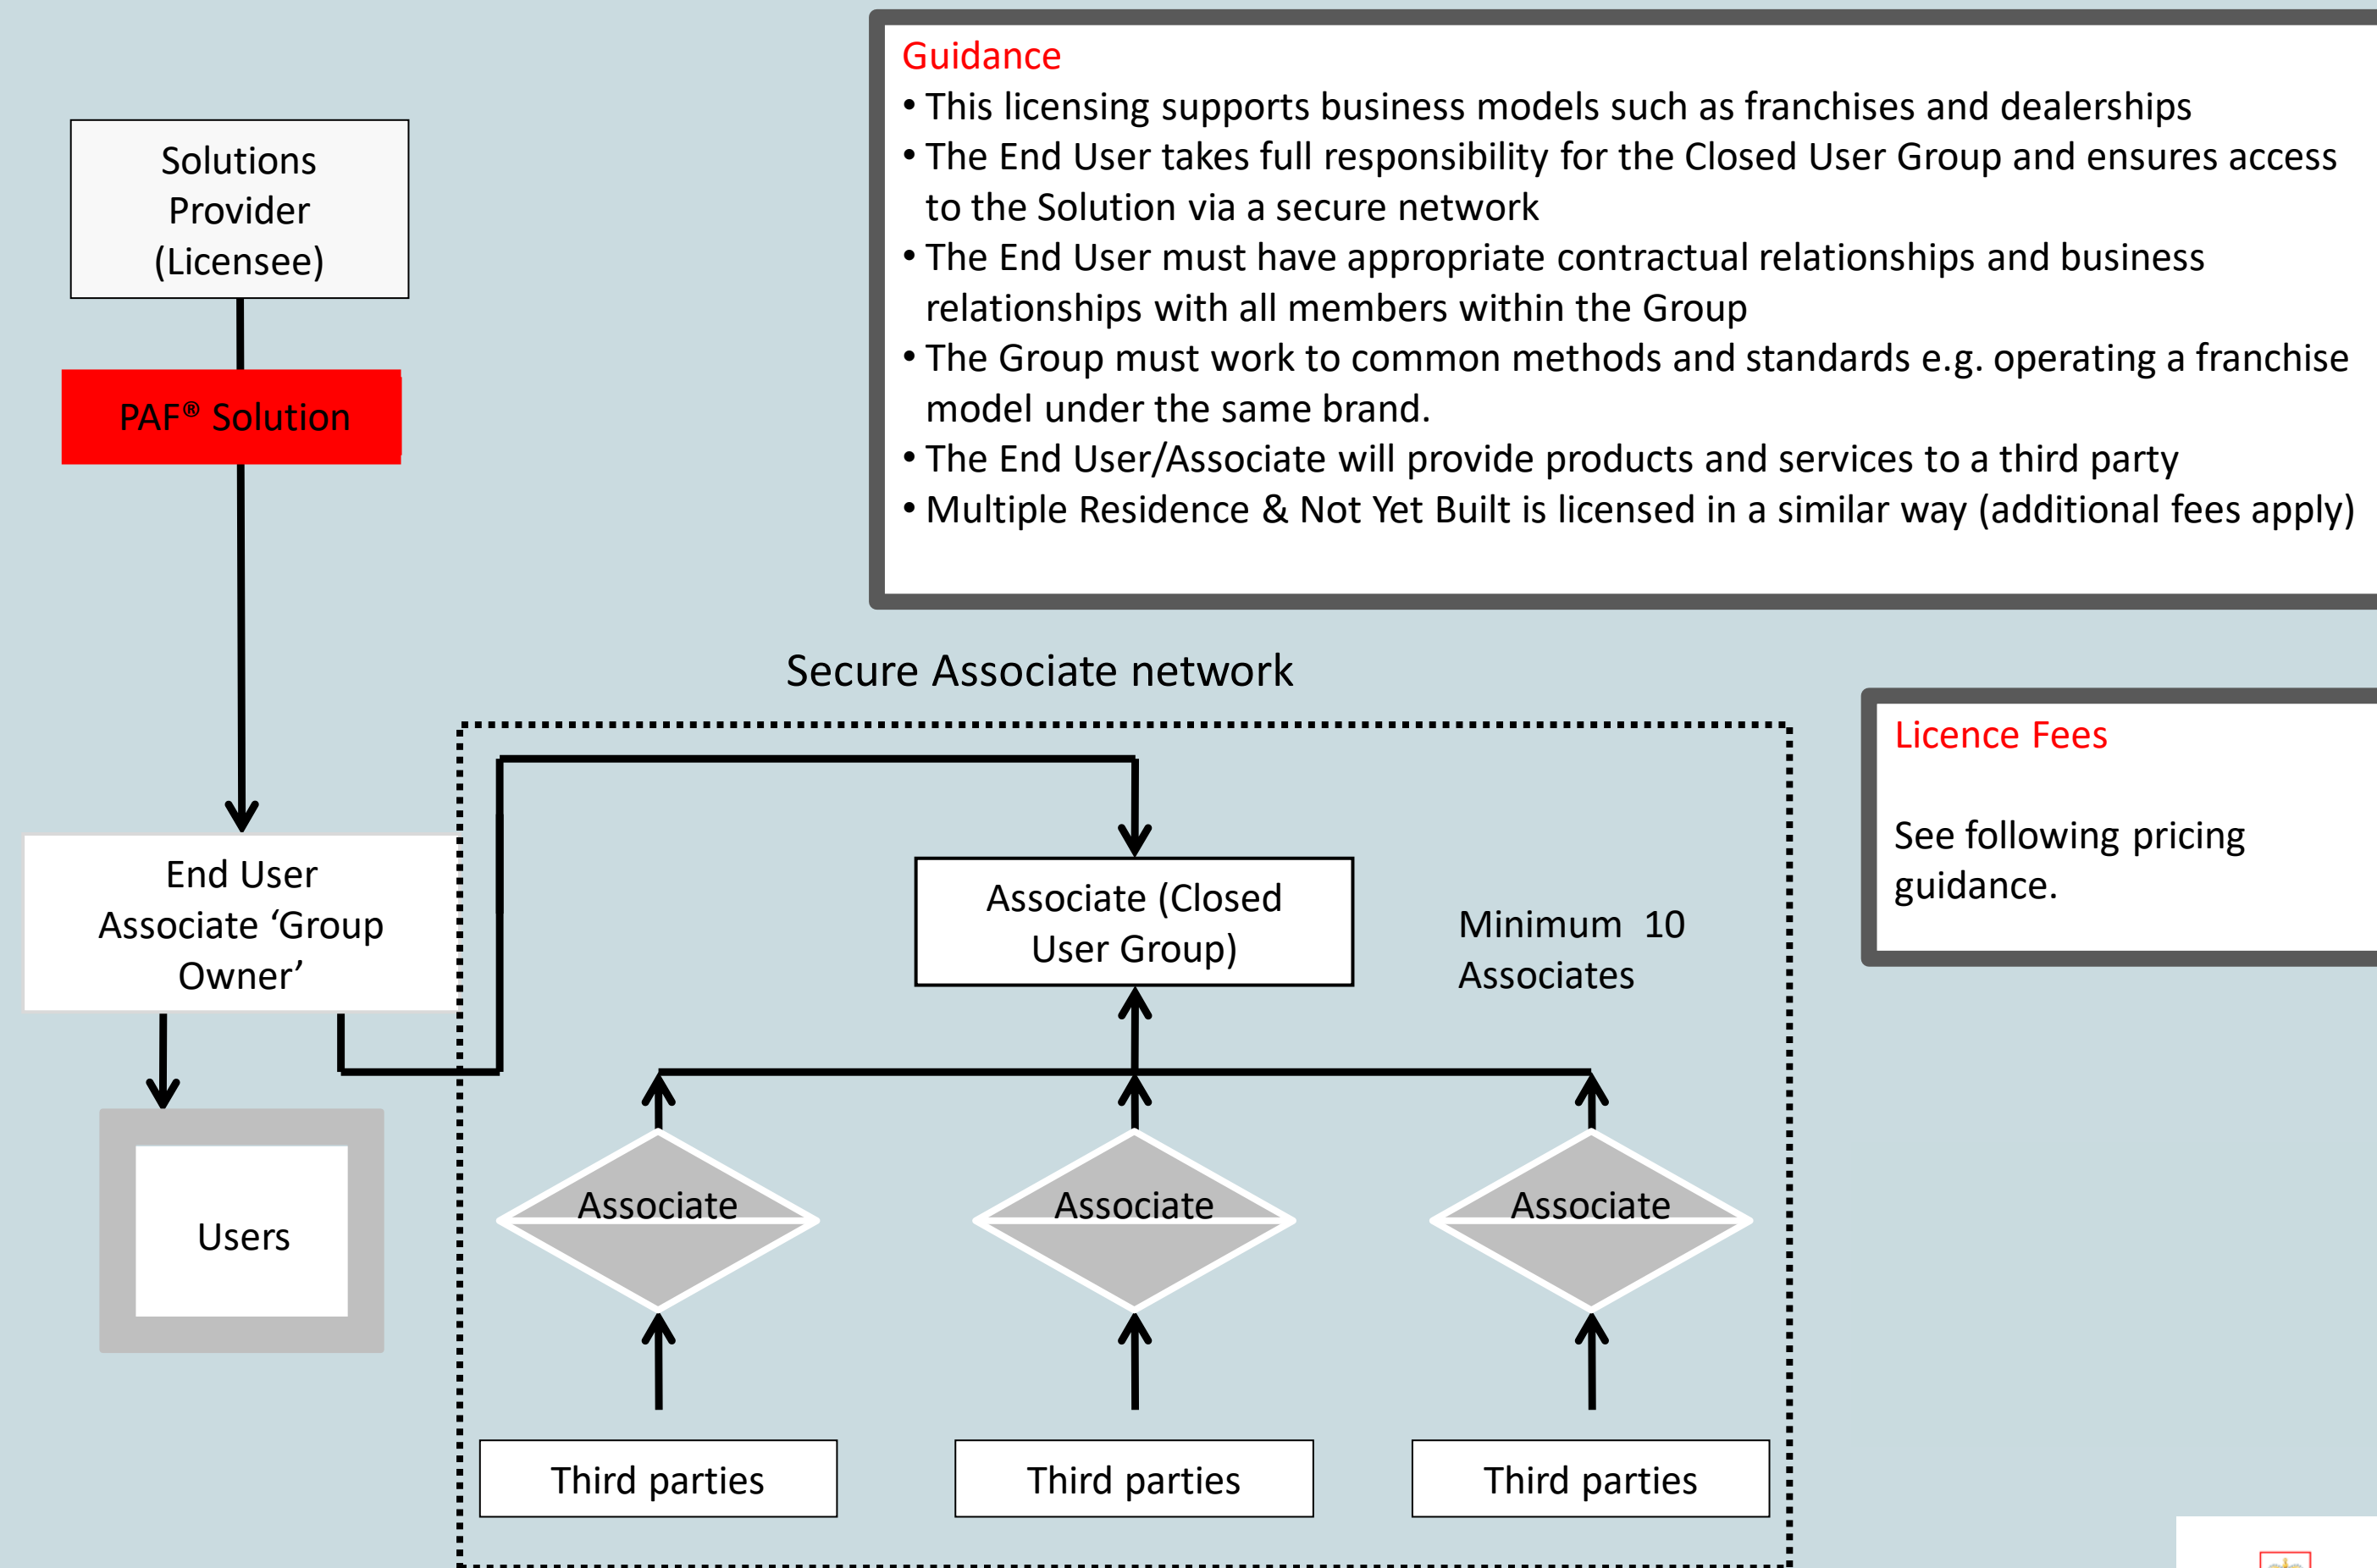 Guidance
• This licensing supports business models such as franchises and dealerships
• The End User takes full responsibility for the Closed User Group and ensures access
to the Solution via a secure network
• The End User must have appropriate contractual relationships and business
relationships with all members within the Group
• The Group must work to common methods and standards e.g. operating a franchise
model under the same brand.
• The End User/Associate will provide products and services to a third party
• Multiple Residence & Not Yet Built is licensed in a similar way (additional fees apply)
Solutions
Provider
(Licensee)
PAF® Solution
Secure Associate network
Licence Fees
See following pricing
guidance.
End User
Associate ‘Group
Owner’
Associate (Closed
User Group)
Minimum 10
Associates
Users
Associate
Associate
Associate
Third parties
Third parties
Third parties